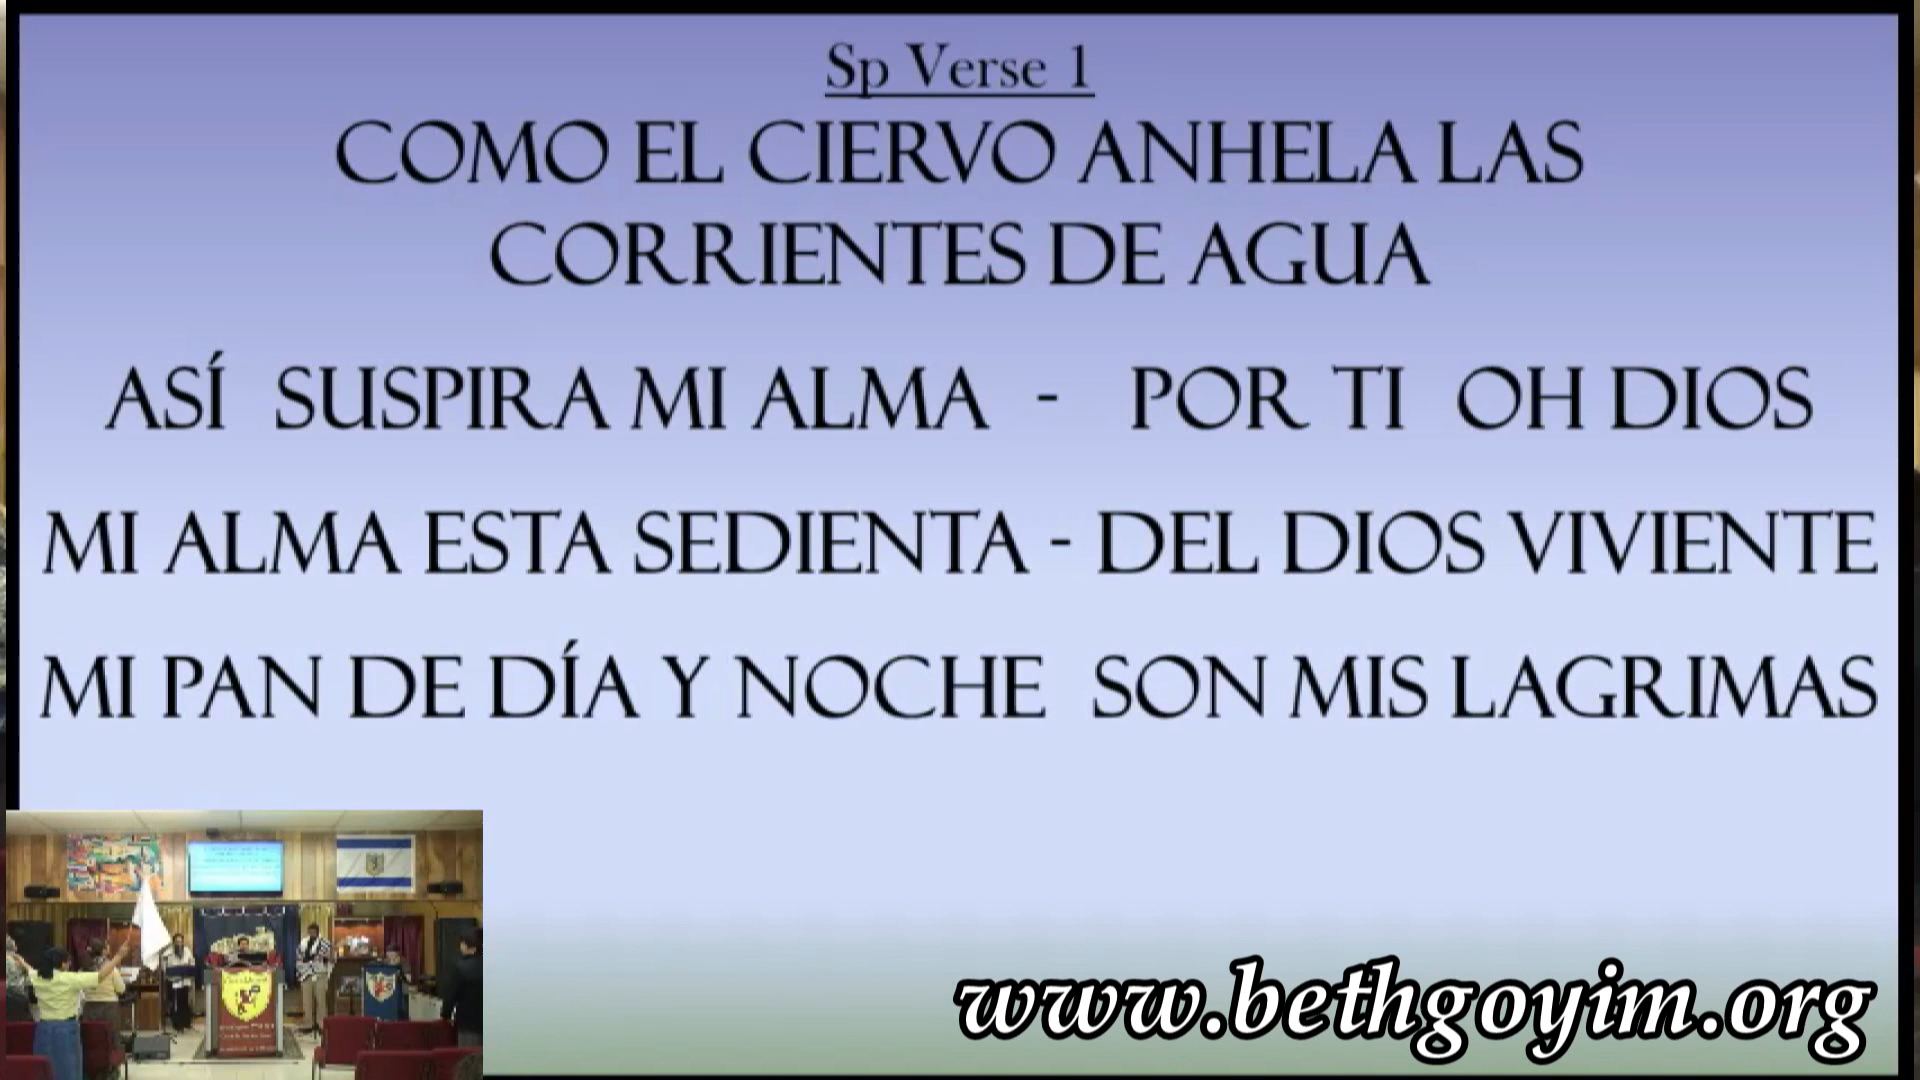 Sp Verse 1
COMO EL CIERVO ANHELA LAS
CORRIENTES DE AGUA
ASÍ SUSPIRA MI ALMA - POR TI OH DIOS
MI ALMA ESTA SEDIENTA - DEL DIOS VIVIENTE
MI PAN DE DÍA Y NOCHE SON MIS LAGRIMAS
www.bethgoyim.org